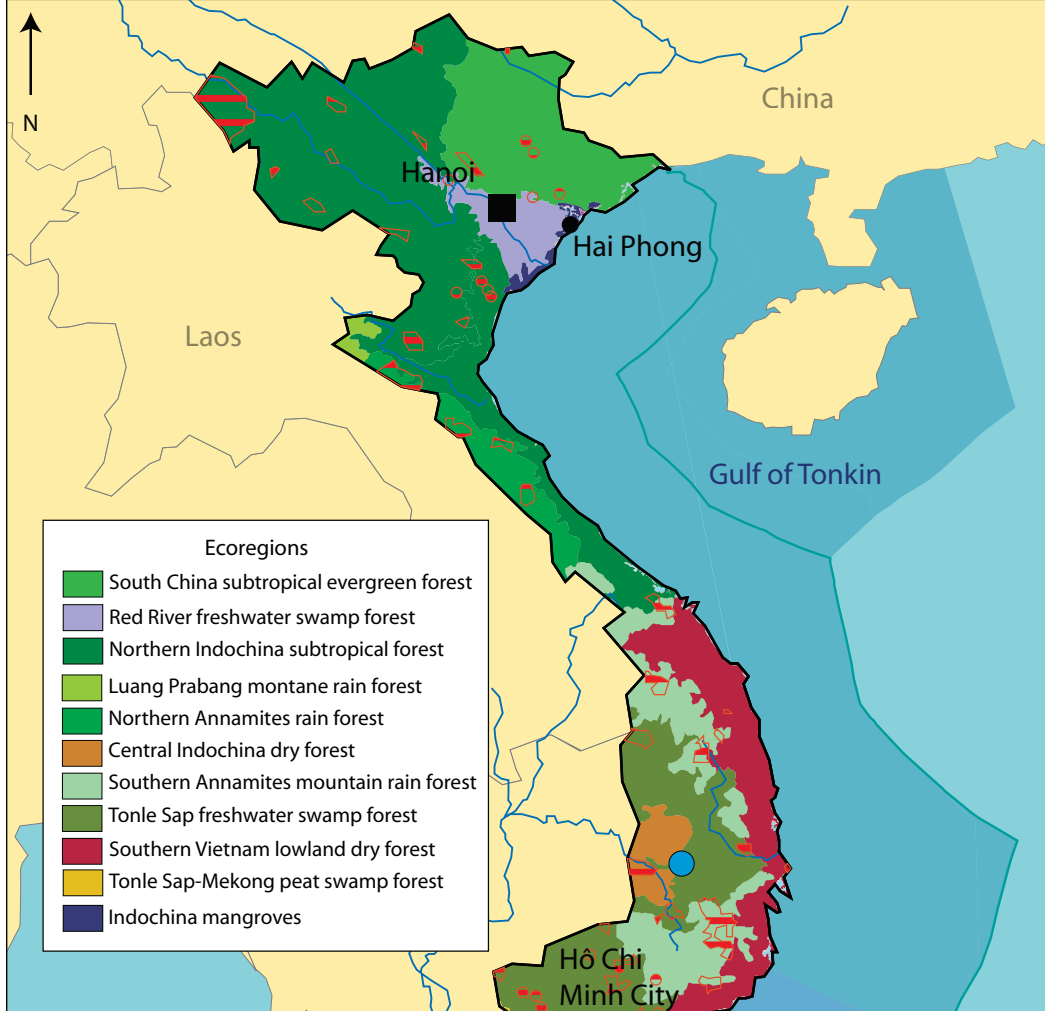 N
China
Hanoi
Hai Phong
Laos
Gulf of Tonkin
Ecoregions
South China subtropical evergreen forest
Red River freshwater swamp forest
Northern Indochina subtropical forest
Luang Prabang montane rain forest
Northern Annamites rain forest
Central Indochina dry forest
Southern Annamites mountain rain forest
Tonle Sap freshwater swamp forest
Southern Vietnam lowland dry forest
Tonle Sap-Mekong peat swamp forest
Indochina mangroves
Hô Chi
Minh City